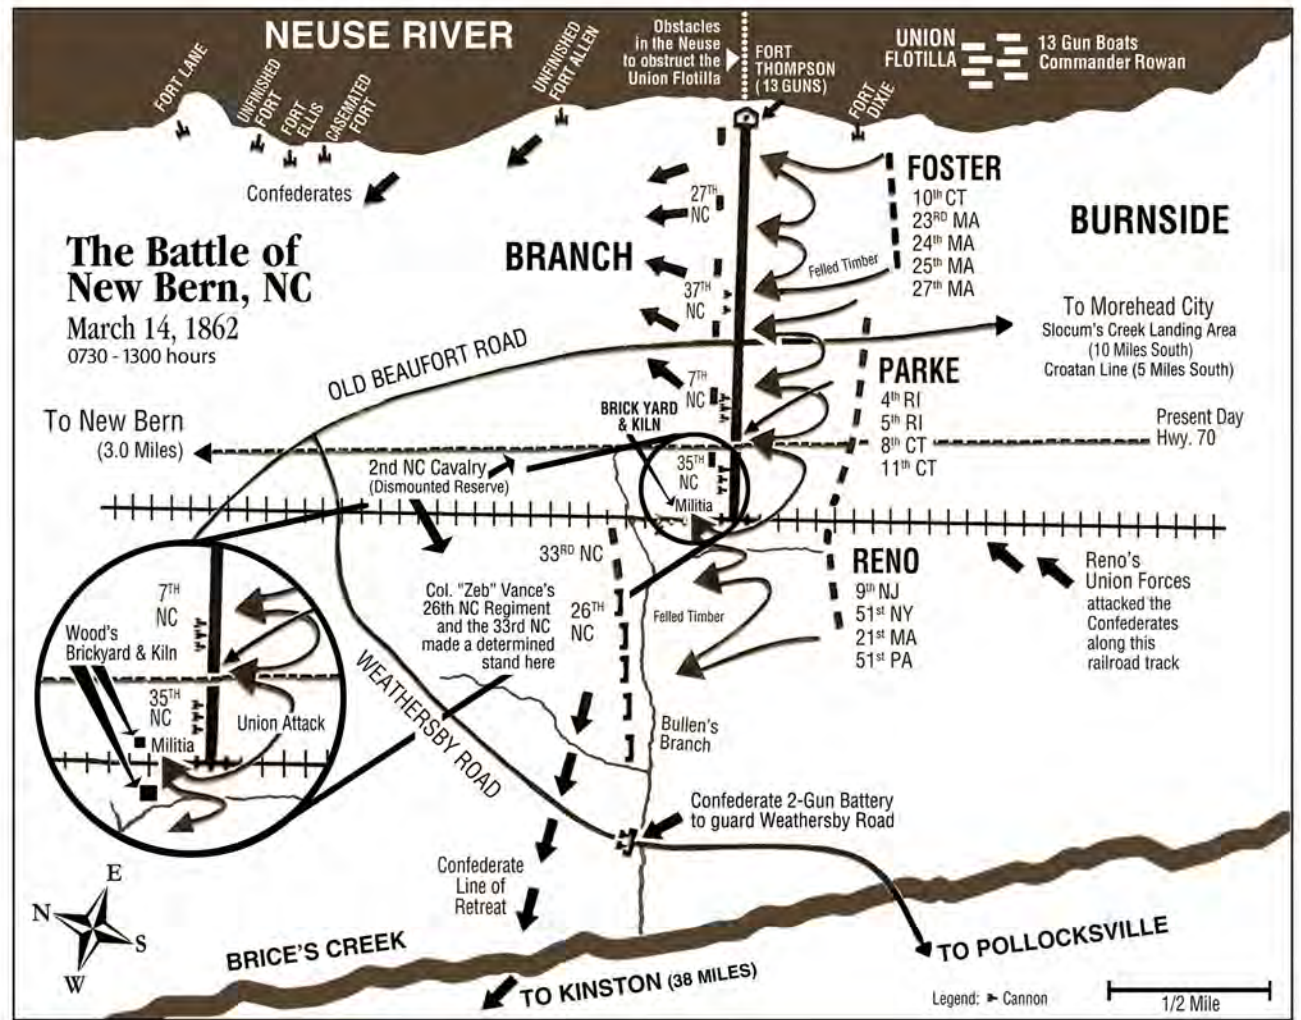 NEUSE RIVER
FORT LANE
UNFINISHED
FORT
FORT
ELLIS
CASEMATED
FORT
UNFINISHED
FORT ALLEN
Obstacles
in the Neuse
to obstruct the
Union Flotilla
FORT
THOMPSON
(13 GUNS)
FORT
DIXIE
UNION
FLOTILLA
13 Gun Boats
Commander Rowan
Confederates
The Battle of
New Bern, NC
March 14, 1862
0730 - 1300 hours
BRANCH
27TH
NC
37TH
NC
7TH
NC
Felled Timber
FOSTER
10th CT
23RD MA
24th MA
25th MA
27th MA
BURNSIDE
To Morehead City
Slocum's Creek Landing Area
(10 Miles South)
Croatan Line (5 Miles South)
OLD BEAUFORT ROAD
PARKE
4th RI
5th RI
8th CT
11th CT
Present Day
Hwy. 70
To New Bern
(3.0 Miles)
BRICK YARD
& KILN
2nd NC Cavalry
(Dismounted Reserve)
35TH
NC
Militia
33RD NC
Col. "Zeb" Vance's
26th NC Regiment
and the 33rd NC
made a determined
stand here
26TH
NC
Felled Timber
RENO
9th NJ
51st NY
21st MA
51st PA
Reno's
Union Forces
attacked the
Confederates
along this
railroad track
7TH
NC
Wood's
Brickyard & Kiln
35TH
NC
Militia
Union Attack
WEATHERSBY ROAD
Bullen's
Branch
Confederate 2-Gun Battery
to guard Weathersby Road
Confederate
Line of
Retreat
E
N
S
W
BRICE'S CREEK
TO KINSTON (38 MILES)
TO POLLOCKSVILLE
Legend: Cannon
1/2 Mile